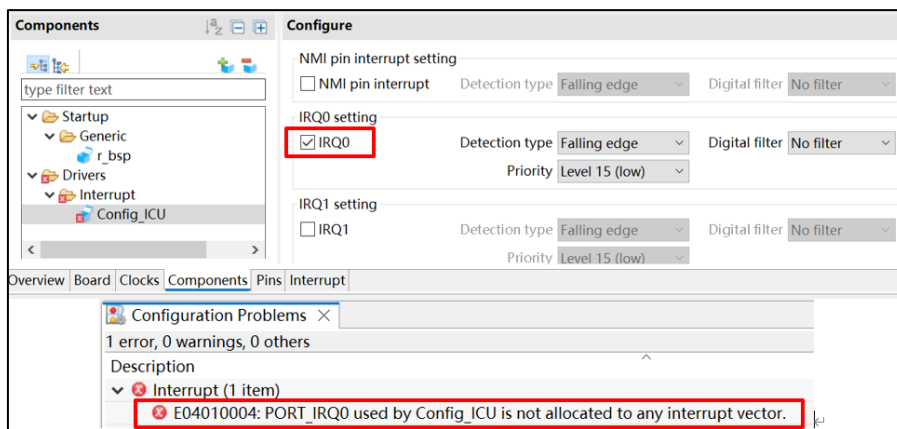 Components
Configure
type filter text
Startup
Generic
r_bsp
Drivers
Interrupt
Config_ICU
NMI pin interrupt setting
NMI pin interrupt Detection type Falling edge Digital filter No filter
IRQ0 setting
IRQ0 Detection type Falling edge Digital filter No filter
Priority Level 15 (low)
IRQ1 setting
IRQ1 Detection type Falling edge Digital filter No filter
Priority Level 15 (low)
Overview Board Clocks Components Pins Interrupt
Configuration Problems
1 error, 0 warnings, 0 others
Description
Interrupt (1 item)
E04010004: PORT_IRQ0 used by Config_ICU is not allocated to any interrupt vector.